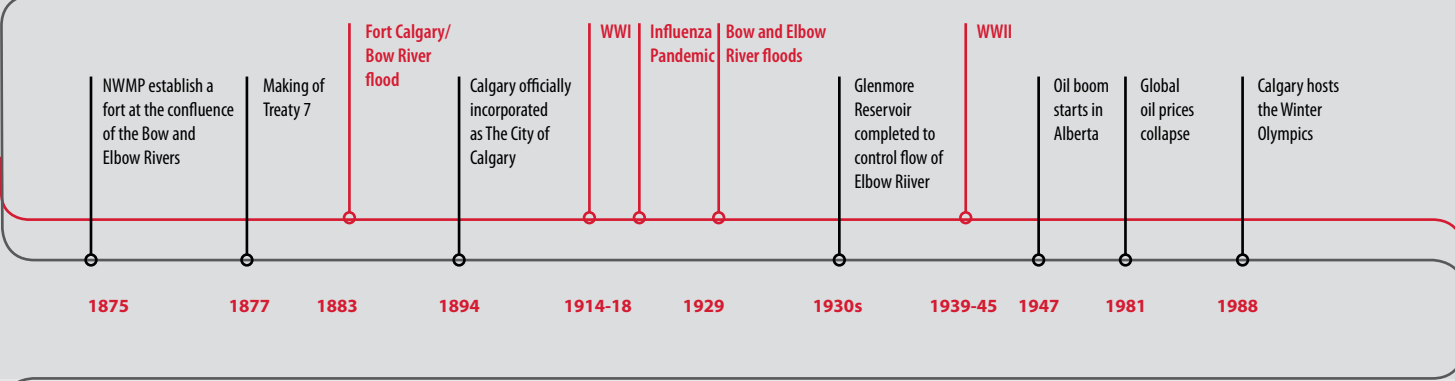 NWMP establish a
fort at the confluence
of the Bow and
Elbow Rivers
Making of
Treaty 7
Fort Calgary/
Bow River
flood
Calgary officially
incorporated
as The City of
Calgary
WWI
Influenza
Pandemic
Bow and Elbow
River floods
Glenmore
Reservoir
completed to
control flow of
Elbow Riiver
WWII
Oil boom
starts in
Alberta
Global
oil prices
collapse
Calgary hosts
the Winter
Olympics
1875
1877
1883
1894
1914-18
1929
1930s
1939-45
1947
1981
1988